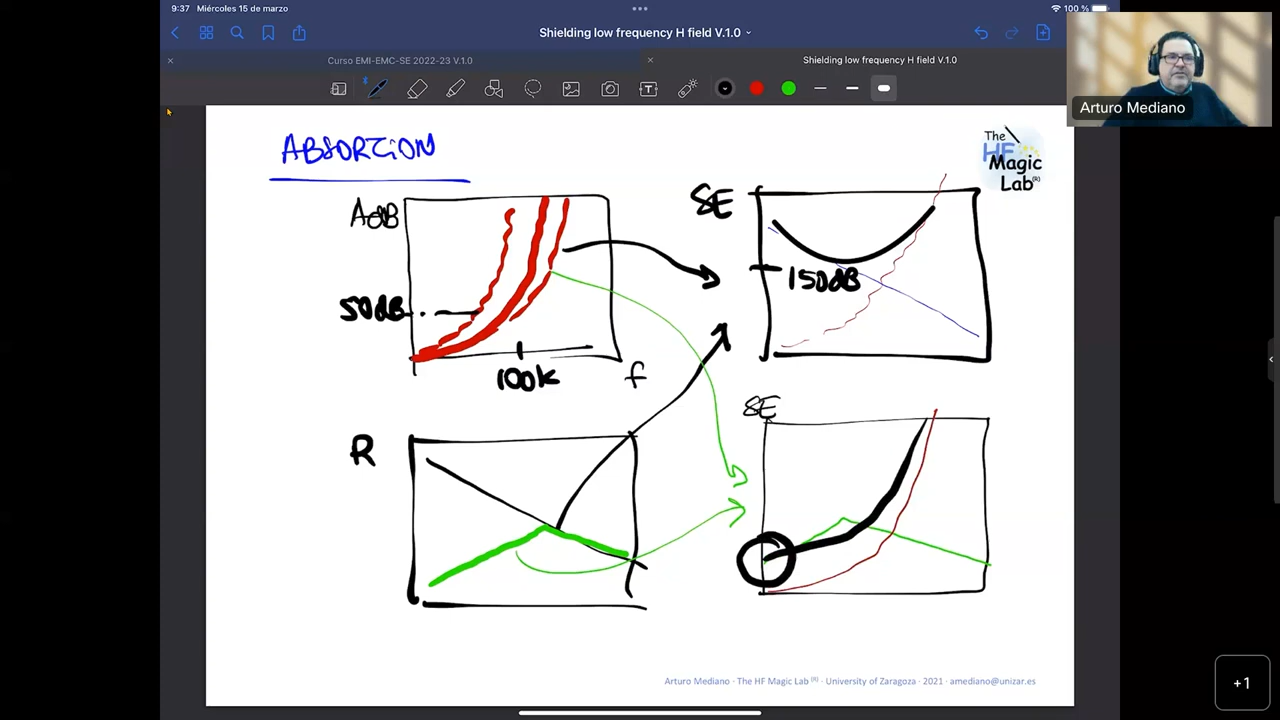 9:37 Miércoles 15 de marzo
100 %
Shielding low frequency H field V.1.0
Curso EMI-EMC-SE 2022-23 V.1.0
Shielding low frequency H field V.1.0
Arturo Mediano
ABSORTION
The
HF
Magic
Lab(R)
AdB
SE
50dB
150dB
100K
f
SE
R
Arturo Mediano · The HF Magic Lab (R) · University of Zaragoza · 2021 · amediano@unizar.es
+1